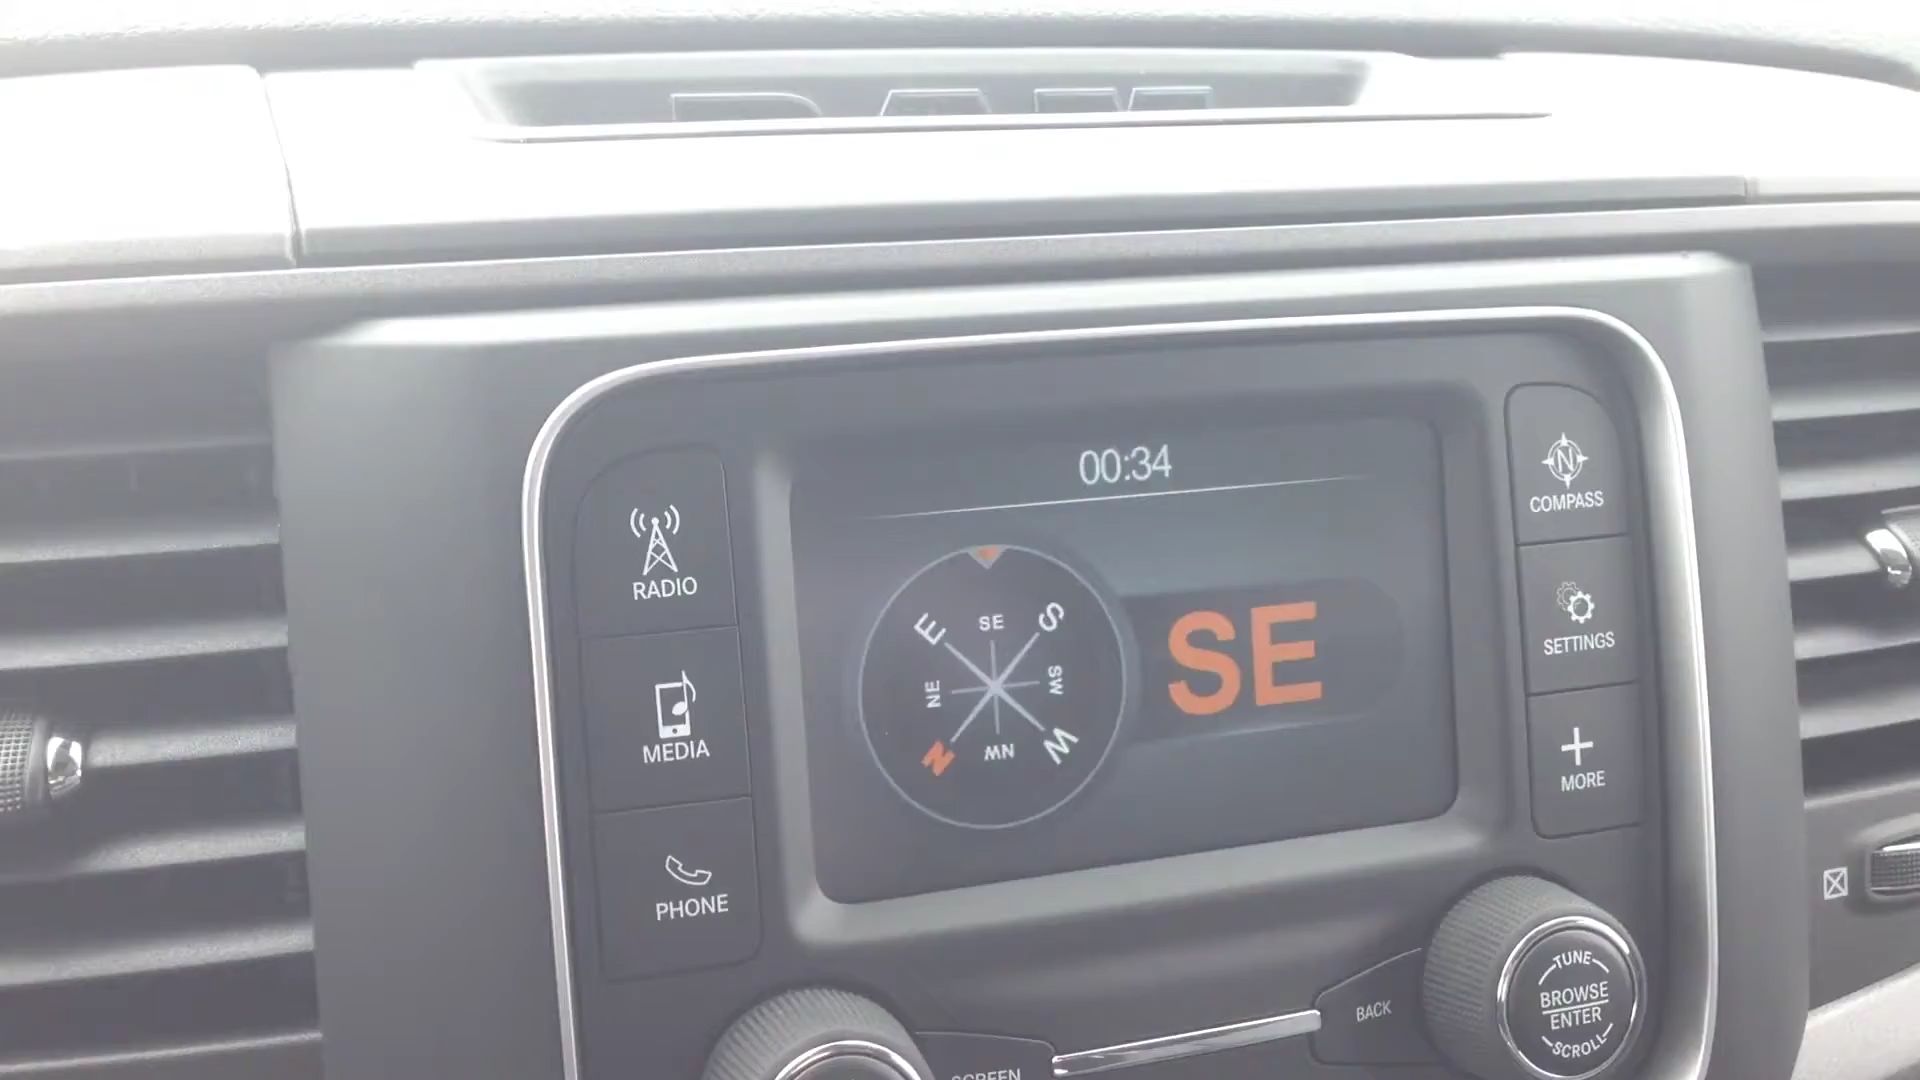 RAM
00:34
RADIO
MEDIA
PHONE
E
SE
S
NE
SW
N
NW
W
SE
N
COMPASS
SETTINGS
MORE
SCREEN
BACK
TUNE
BROWSE
ENTER
SCROLL